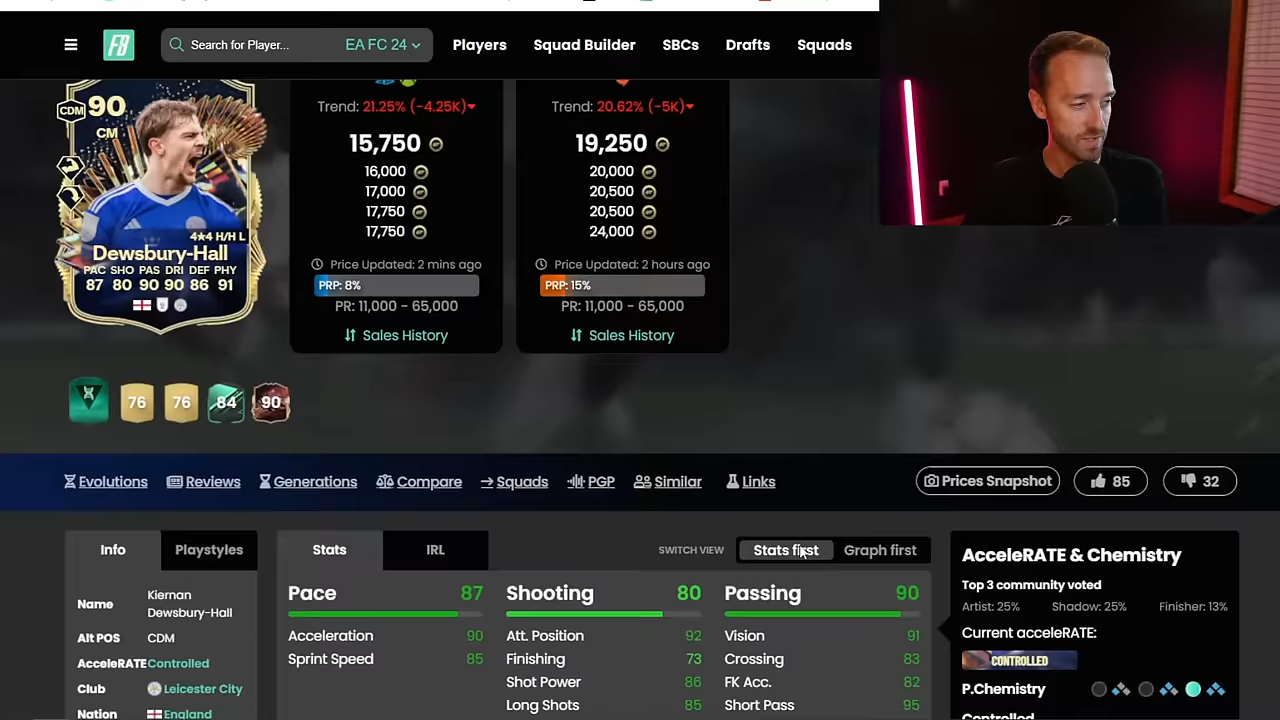 F8
Search for Player...
EA FC 24
Players
Squad Builder
SBCs
Drafts
Squads
CDM
90
CM
4★4 H/H L
Dewsbury-Hall
PAC SHO PAS DRI DEF PHY
87 80 90 90 86 91
Trend: 21.25% (-4.25K)
15,750
16,000
17,000
17,750
17,750
Price Updated: 2 mins ago
PRP: 8%
PR: 11,000 - 65,000
Sales History
Trend: 20.62% (-5K)
19,250
20,000
20,500
20,500
24,000
Price Updated: 2 hours ago
PRP: 15%
PR: 11,000 - 65,000
Sales History
76
76
84
90
Evolutions
Reviews
Generations
Compare
Squads
PGP
Similar
Links
Prices Snapshot
85
32
Info
Playstyles
Name
Kiernan
Dewsbury-Hall
Alt POS
CDM
AcceleRATE
Controlled
Club
Leicester City
Nation
England
Stats
IRL
SWITCH VIEW
Stats first
Graph first
Pace 87
Acceleration 90
Sprint Speed 85
Shooting 80
Att. Position 92
Finishing 73
Shot Power 86
Long Shots 85
Passing 90
Vision 91
Crossing 83
FK Acc. 82
Short Pass 95
AcceleRATE & Chemistry
Top 3 community voted
Artist: 25% Shadow: 25% Finisher: 13%
Current acceleRATE:
CONTROLLED
P.Chemistry
Controlled